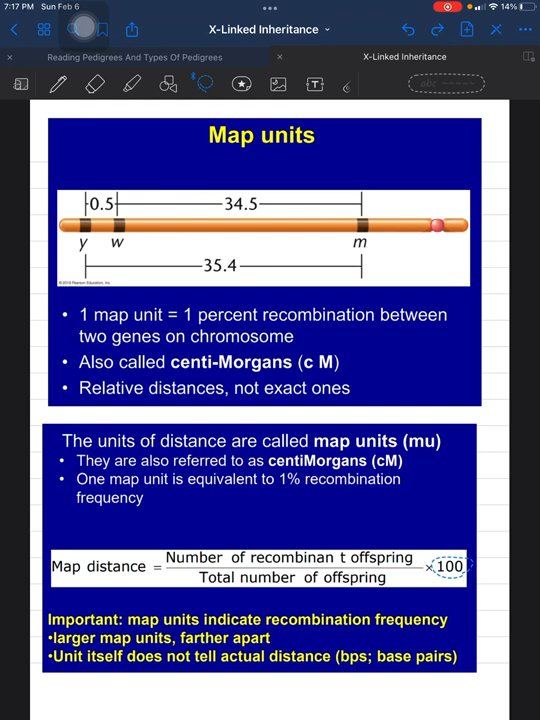 7:17 PM Sun Feb 6
14%
X-Linked Inheritance
Reading Pedigrees And Types Of Pedigrees
X-Linked Inheritance
abc
Map units
0.5 34.5
y w m
35.4
• 1 map unit = 1 percent recombination between
two genes on chromosome
• Also called centi-Morgans (c M)
• Relative distances, not exact ones
The units of distance are called map units (mu)
• They are also referred to as centiMorgans (cM)
• One map unit is equivalent to 1% recombination
frequency
Number of recombinan t offspring
Map distance = × 100
Total number of offspring
Important: map units indicate recombination frequency
•larger map units, farther apart
•Unit itself does not tell actual distance (bps; base pairs)